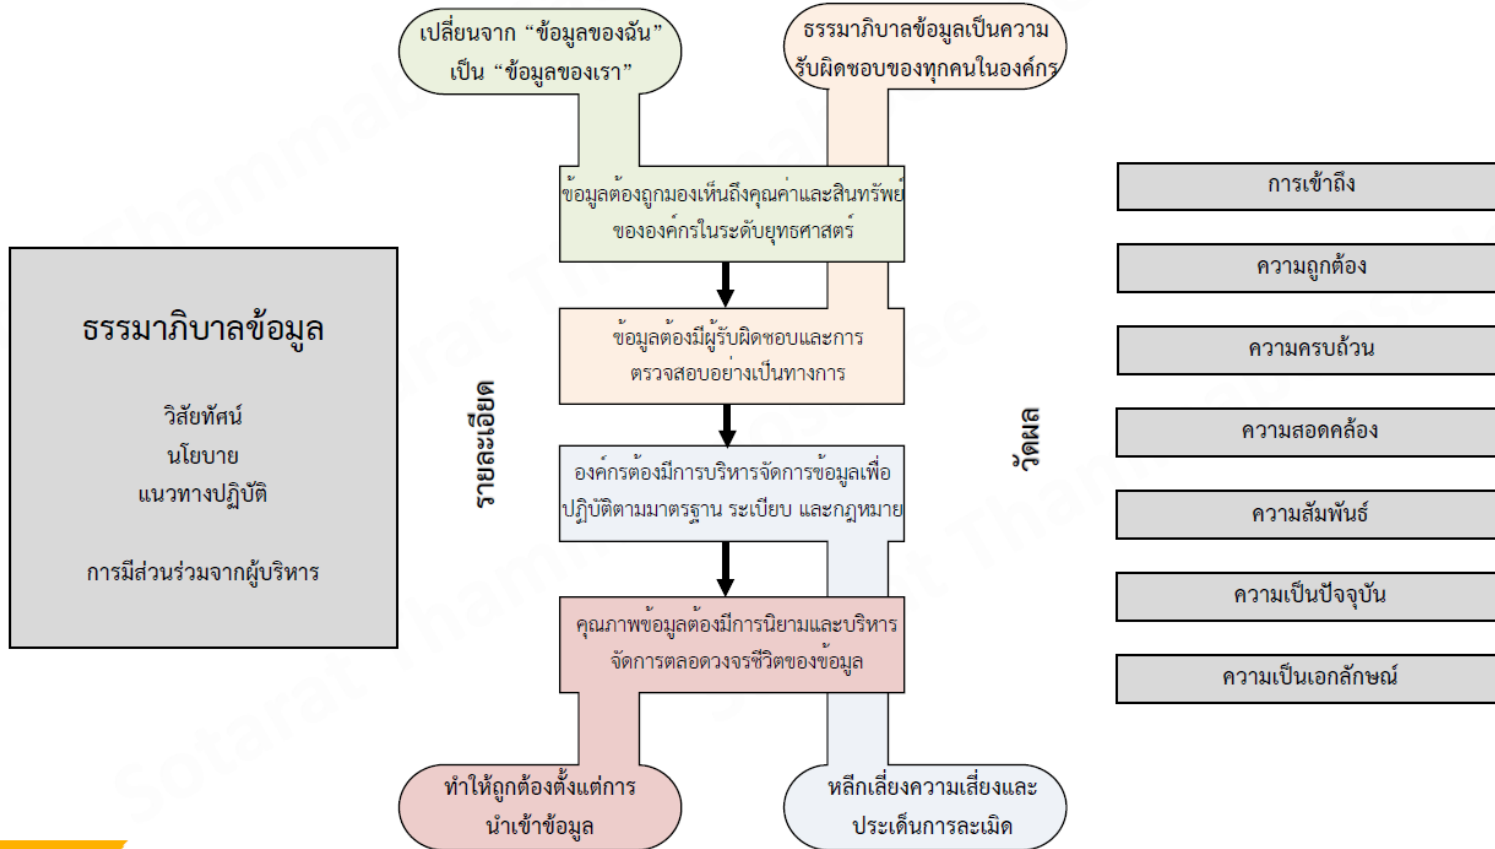 เปลี่ยนจาก “ข้อมูลของฉัน”
เป็น “ข้อมูลของเรา”
ธรรมาภิบาลข้อมูลเป็นความ
รับผิดชอบของทุกคนในองค์กร
ข้อมูลต้องถูกมองเห็นถึงคุณค่าและสินทรัพย์
ขององค์กรในระดับยุทธศาสตร์
ข้อมูลต้องมีผู้รับผิดชอบและการ
ตรวจสอบอย่างเป็นทางการ
องค์กรต้องมีการบริหารจัดการข้อมูลเพื่อ
ปฏิบัติตามมาตรฐาน ระเบียบ และกฎหมาย
คุณภาพข้อมูลต้องมีการนิยามและบริหาร
จัดการตลอดวงจรชีวิตของข้อมูล
ทำให้ถูกต้องตั้งแต่การ
นำเข้าข้อมูล
หลีกเลี่ยงความเสี่ยงและ
ประเด็นการละเมิด
ธรรมาภิบาลข้อมูล
วิสัยทัศน์
นโยบาย
แนวทางปฏิบัติ
การมีส่วนร่วมจากผู้บริหาร
รายละเอียด
วัดผล
การเข้าถึง
ความถูกต้อง
ความครบถ้วน
ความสอดคล้อง
ความสัมพันธ์
ความเป็นปัจจุบัน
ความเป็นเอกลักษณ์